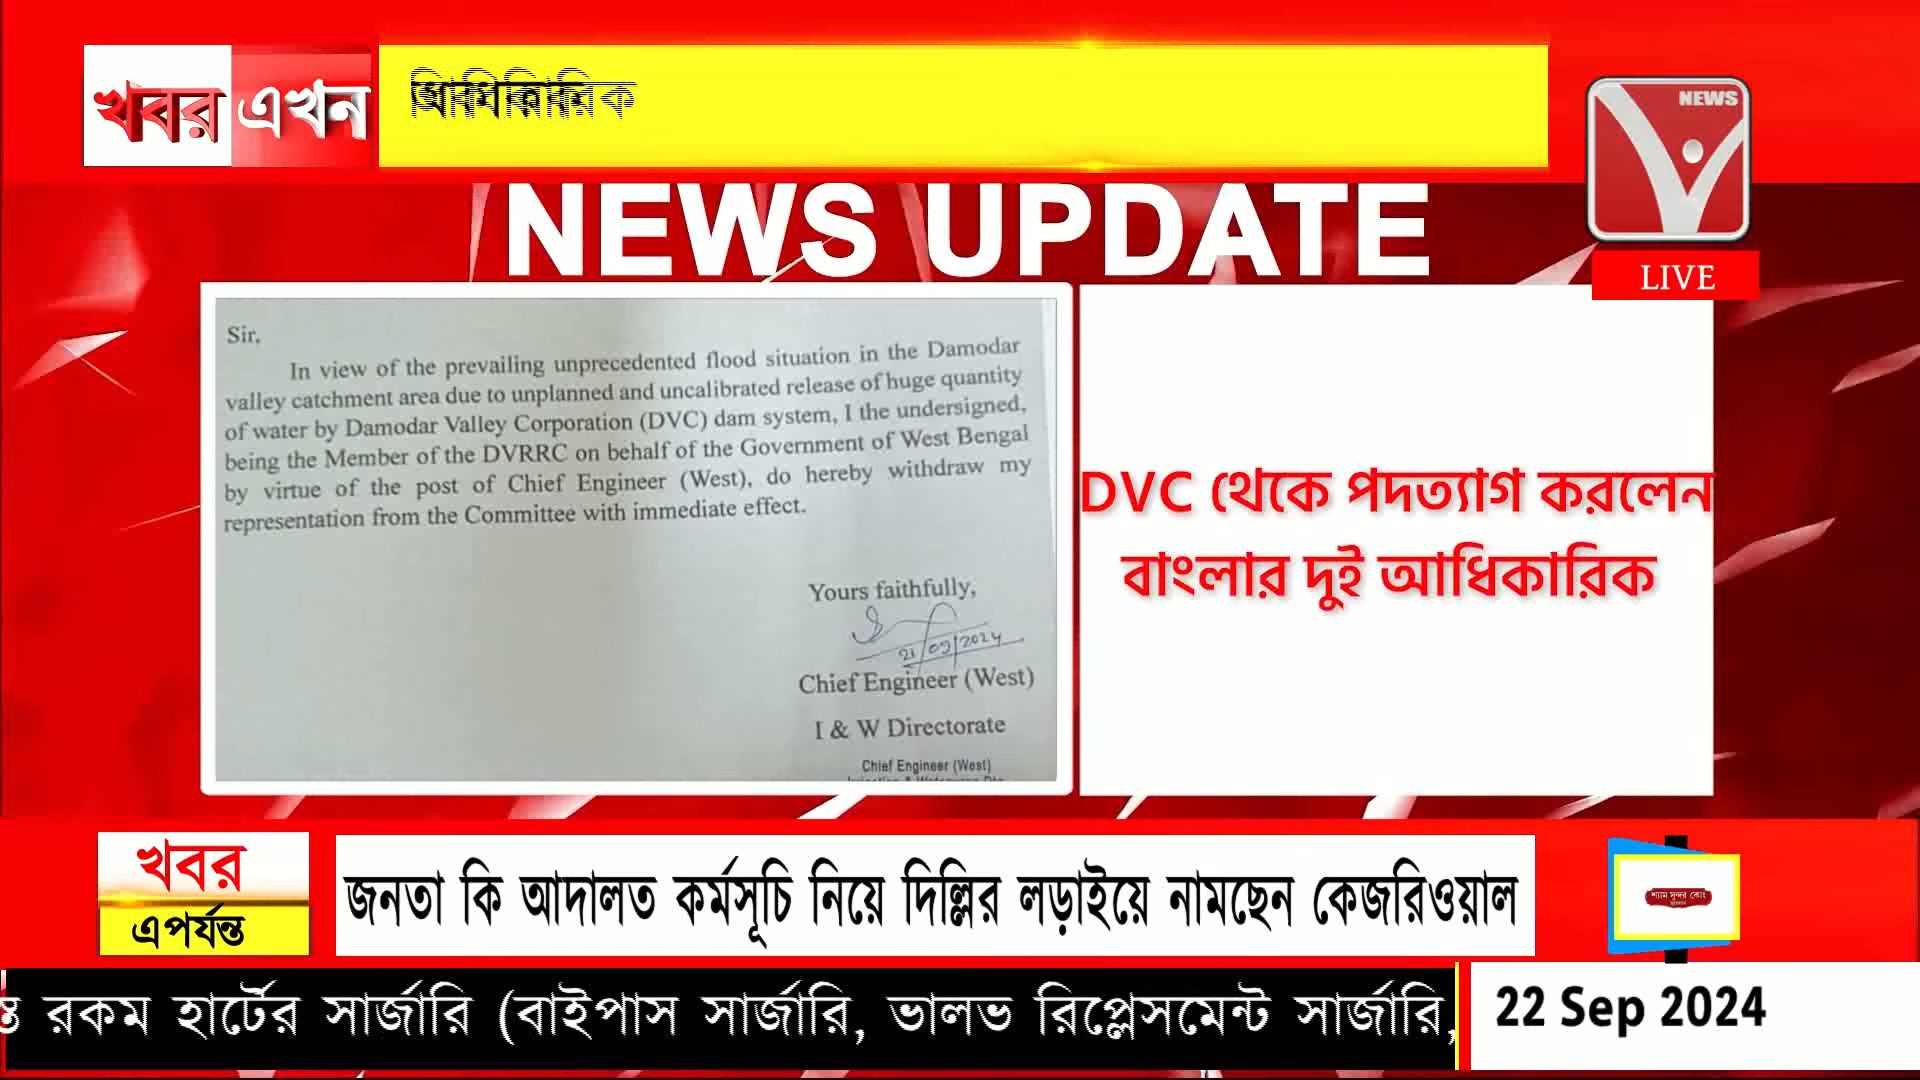 খবর এখন
NEWS
NEWS UPDATE
LIVE
Sir,
In view of the prevailing unprecedented flood situation in the Damodar
valley catchment area due to unplanned and uncalibrated release of huge quantity
of water by Damodar Valley Corporation (DVC) dam system, I the undersigned,
being the Member of the DVRRC on behalf of the Government of West Bengal
by virtue of the post of Chief Engineer (West), do hereby withdraw my
representation from the Committee with immediate effect.
Yours faithfully,
21/09/2024
Chief Engineer (West)
I & W Directorate
Chief Engineer (West)
DVC থেকে পদত্যাগ করলেন
বাংলার দুই আধিকারিক
খবর
এপর্যন্ত
জনতা কি আদালত কর্মসূচি নিয়ে দিল্লির লড়াইয়ে নামছেন কেজরিওয়াল
শ্যাম সুন্দর কোং
রকম হার্টের সার্জারি (বাইপাস সার্জারি, ভালভ রিপ্লেসমেন্ট সার্জারি,
22 Sep 2024